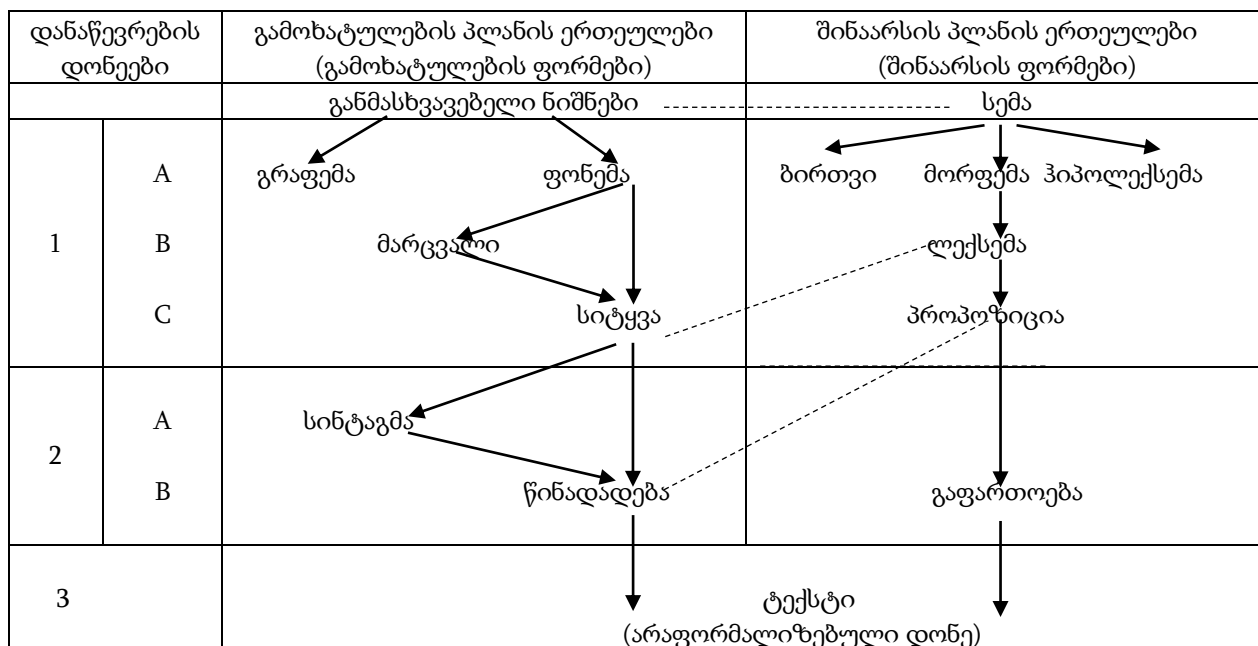 დანაწევრების დონეები
გამოხატულების პლანის ერთეულები
(გამოხატულების ფორმები)
შინაარსის პლანის ერთეულები
(შინაარსის ფორმები)
განმასხვავებელი ნიშნები სემა
A გრაფემა ფონემა ბირთვი მორფემა ჰიპოლექსემა
1 B მარცვალი ლექსემა
C სიტყვა პროპოზიცია
A სინტაგმა
2
B წინადადება გაფართოება
3 ტექსტი
(არაფორმალიზებული დონე)